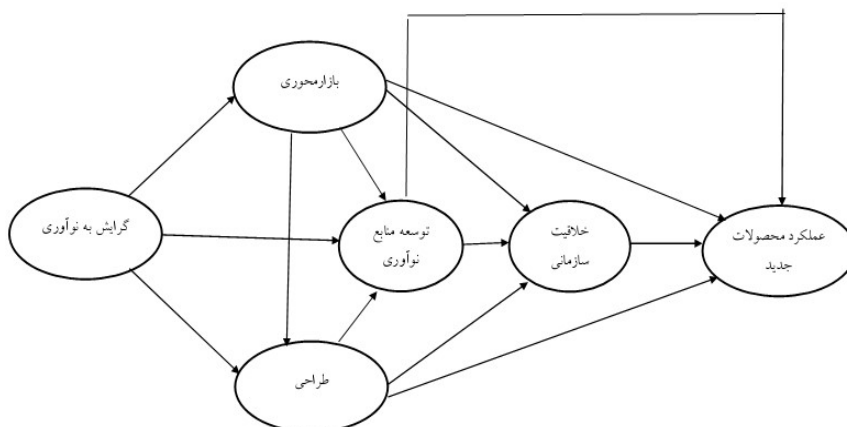 بازارمحوری
گرایش به نوآوری
توسعه منابع
نوآوری
خلاقیت
سازمانی
عملکرد محصولات
جدید
طراحی